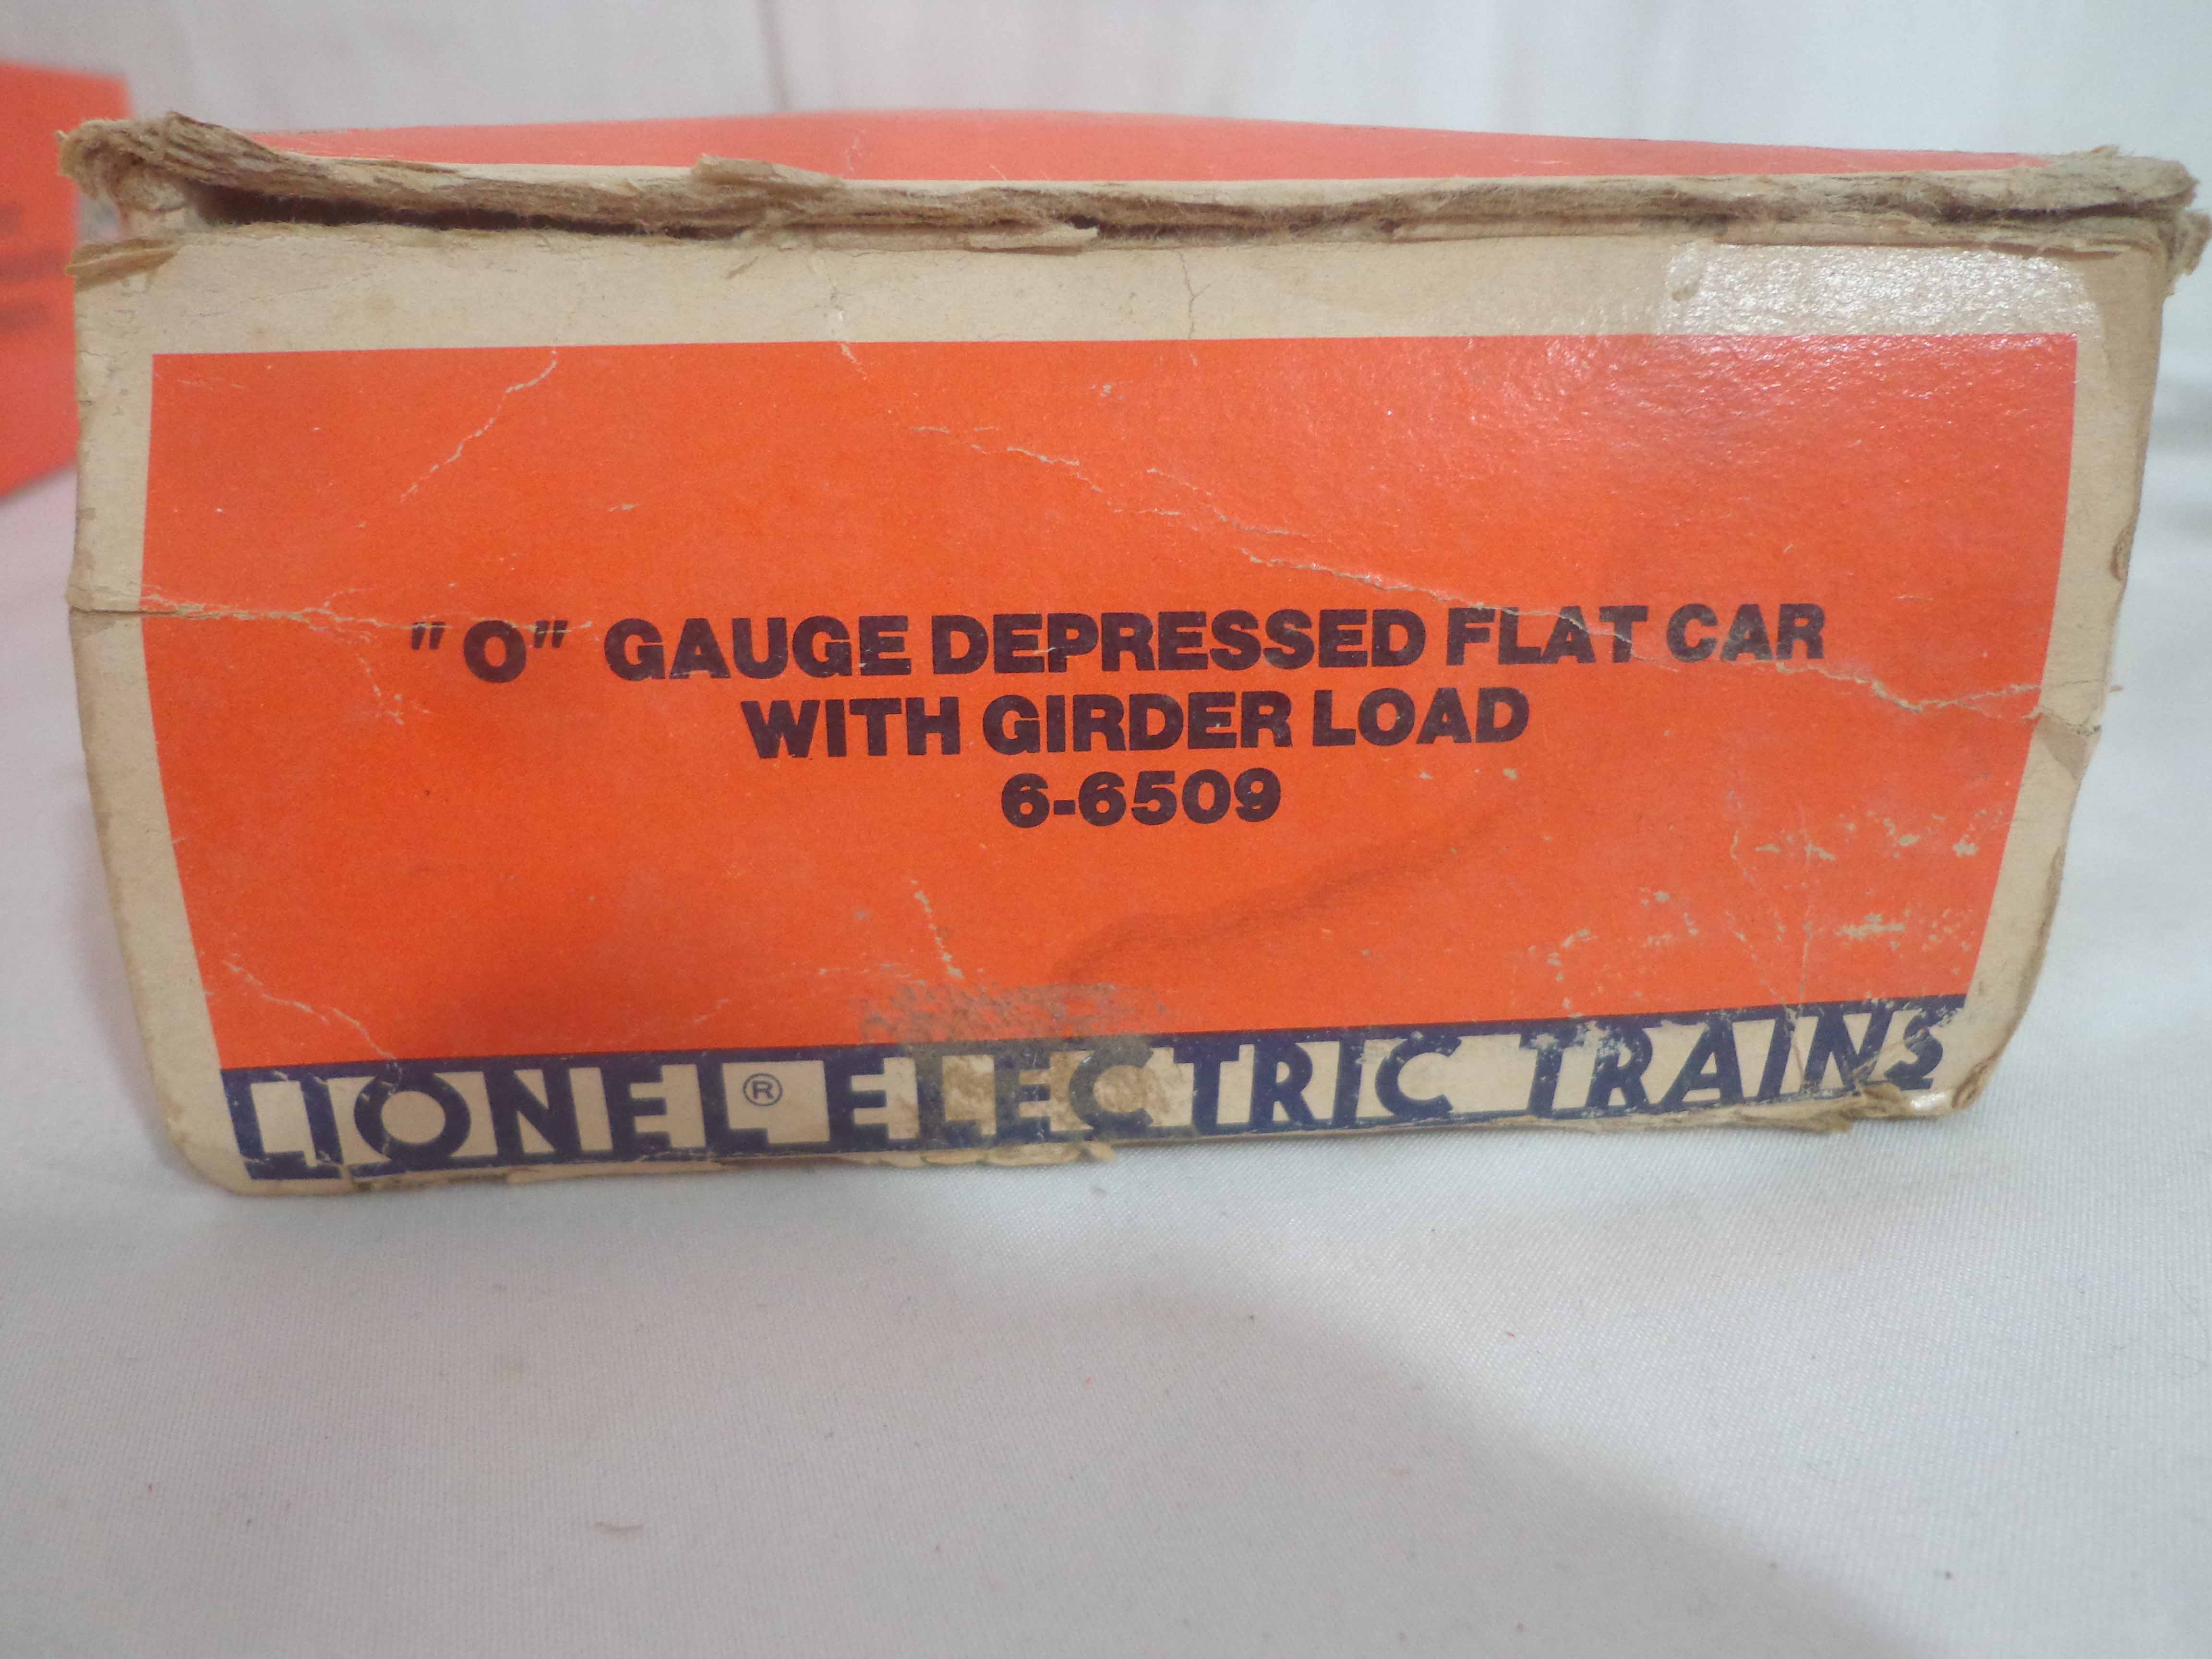 "O" GAUGE DEPRESSED FLAT CAR
WITH GIRDER LOAD
6-6509
LIONEL® ELECTRIC TRAINS